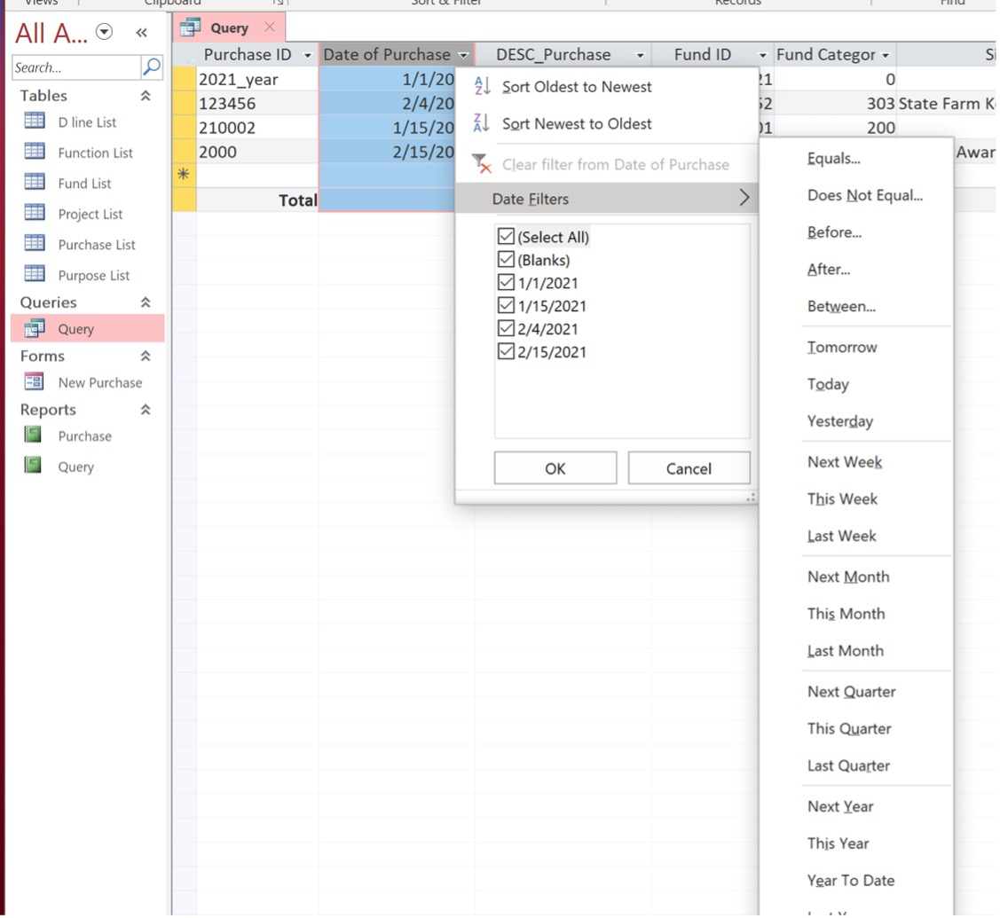 Views Clipboard Sort & Filter Records Find
All A...
Search...
Tables
D line List
Function List
Fund List
Project List
Purchase List
Purpose List
Queries
Query
Forms
New Purchase
Reports
Purchase
Query
Query
Purchase ID Date of Purchase DESC_Purchase Fund ID Fund Categor Si
2021_year 1/1/20 21 0
123456 2/4/20 52 303 State Farm K
210002 1/15/20 01 200
2000 2/15/20 Awar
Total
Sort Oldest to Newest
Sort Newest to Oldest
Clear filter from Date of Purchase
Date Filters
(Select All)
(Blanks)
1/1/2021
1/15/2021
2/4/2021
2/15/2021
OK Cancel
Equals...
Does Not Equal...
Before...
After...
Between...
Tomorrow
Today
Yesterday
Next Week
This Week
Last Week
Next Month
This Month
Last Month
Next Quarter
This Quarter
Last Quarter
Next Year
This Year
Year To Date